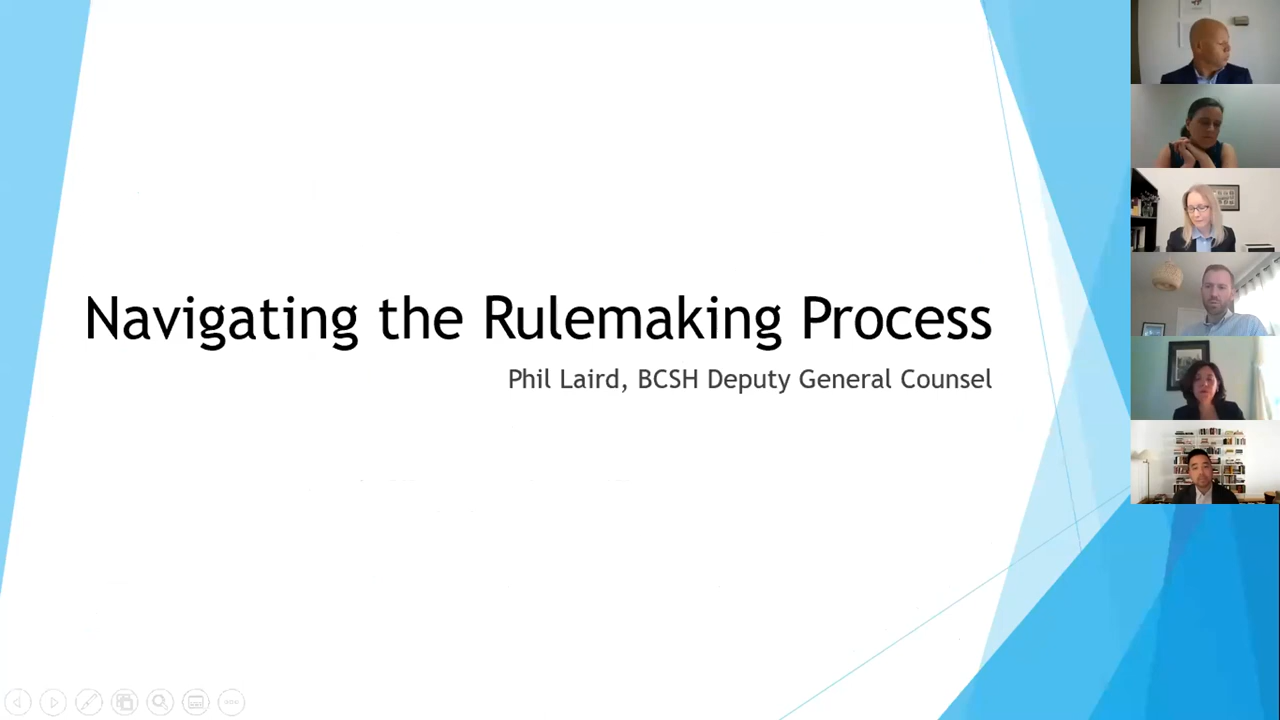 Navigating the Rulemaking Process
Phil Laird, BCSH Deputy General Counsel